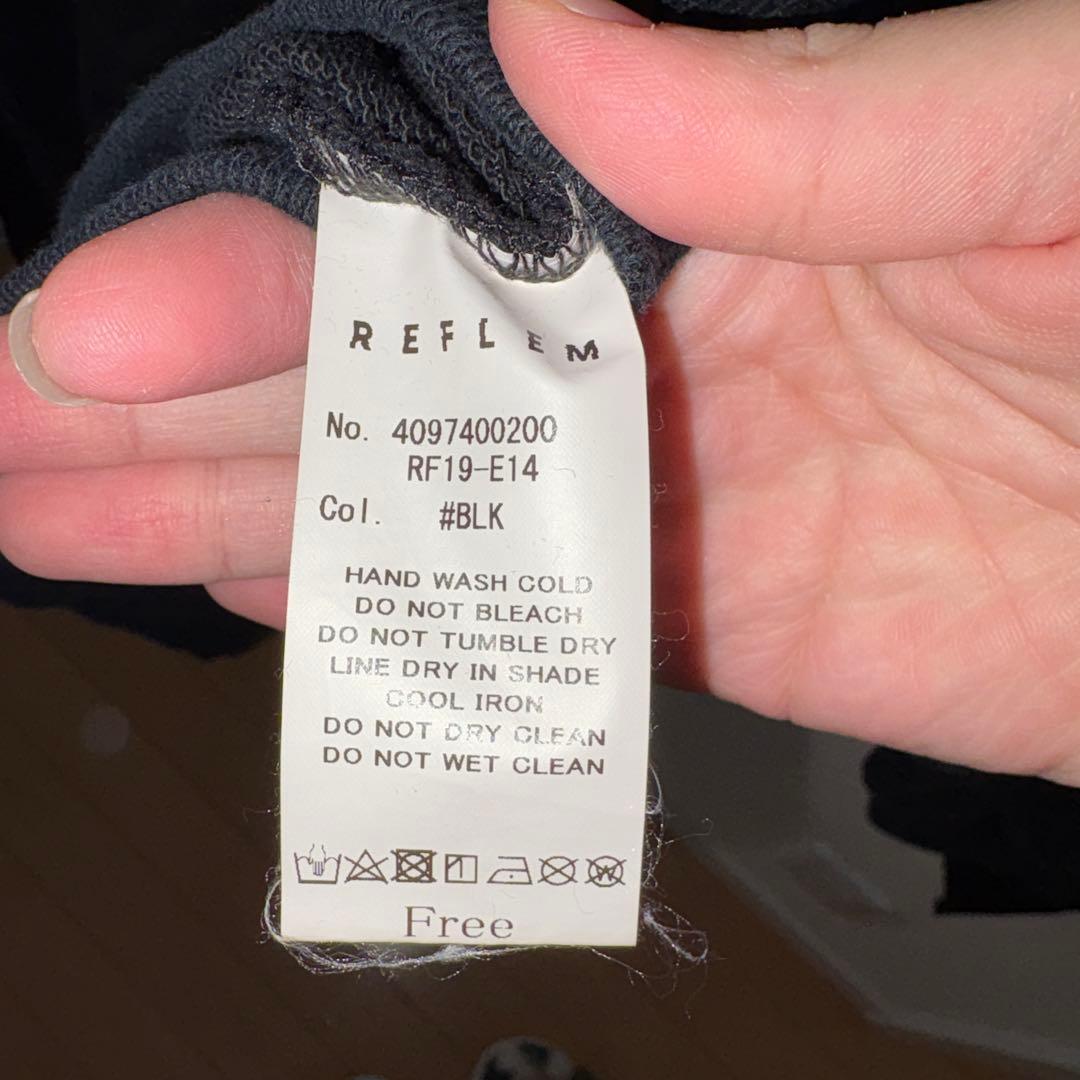 REFLEM
No. 4097400200
RF19-E14
Col. #BLK
HAND WASH COLD
DO NOT BLEACH
DO NOT TUMBLE DRY
LINE DRY IN SHADE
COOL IRON
DO NOT DRY CLEAN
DO NOT WET CLEAN
W
Free